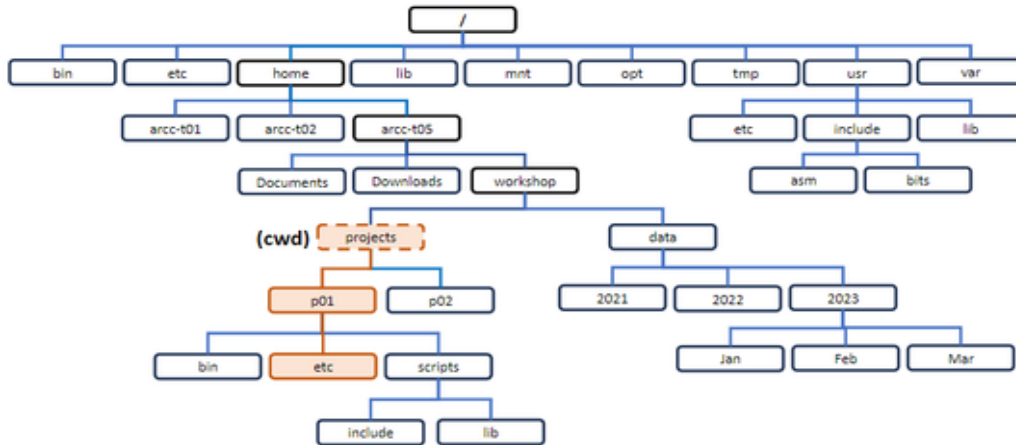 /
bin etc home lib mnt opt tmp usr var
arcc-t01 arcc-t02 arcc-t05 etc include lib
Documents Downloads workshop asm bits
(cwd) projects data
p01 p02 2021 2022 2023
bin etc scripts Jan Feb Mar
include lib